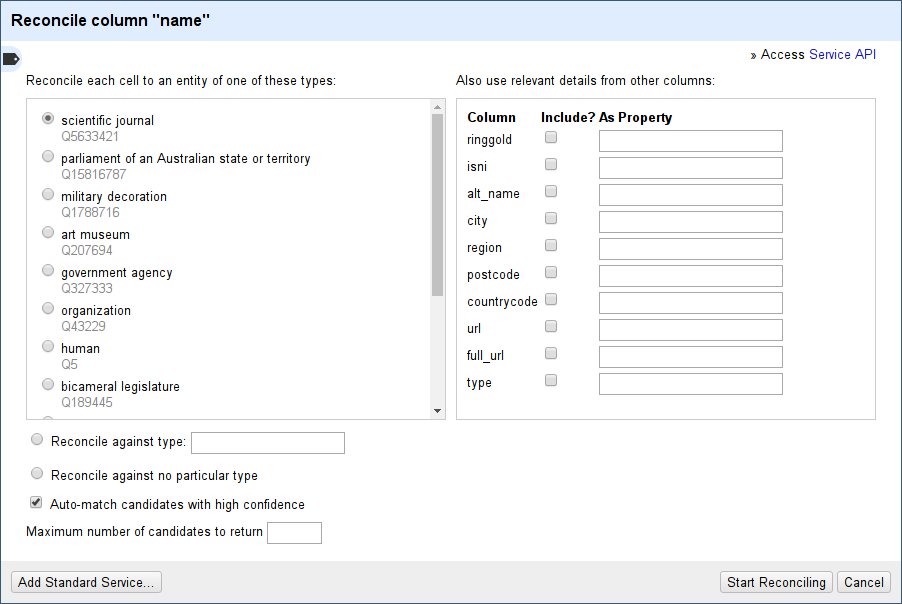 Reconcile column "name"
» Access Service API
Reconcile each cell to an entity of one of these types:
scientific journal
Q5633421
parliament of an Australian state or territory
Q15816787
military decoration
Q1788716
art museum
Q207694
government agency
Q327333
organization
Q43229
human
Q5
bicameral legislature
Q189445
Also use relevant details from other columns:
Column Include? As Property
ringgold
isni
alt_name
city
region
postcode
countrycode
url
full_url
type
Reconcile against type:
Reconcile against no particular type
Auto-match candidates with high confidence
Maximum number of candidates to return
Add Standard Service... Start Reconciling Cancel